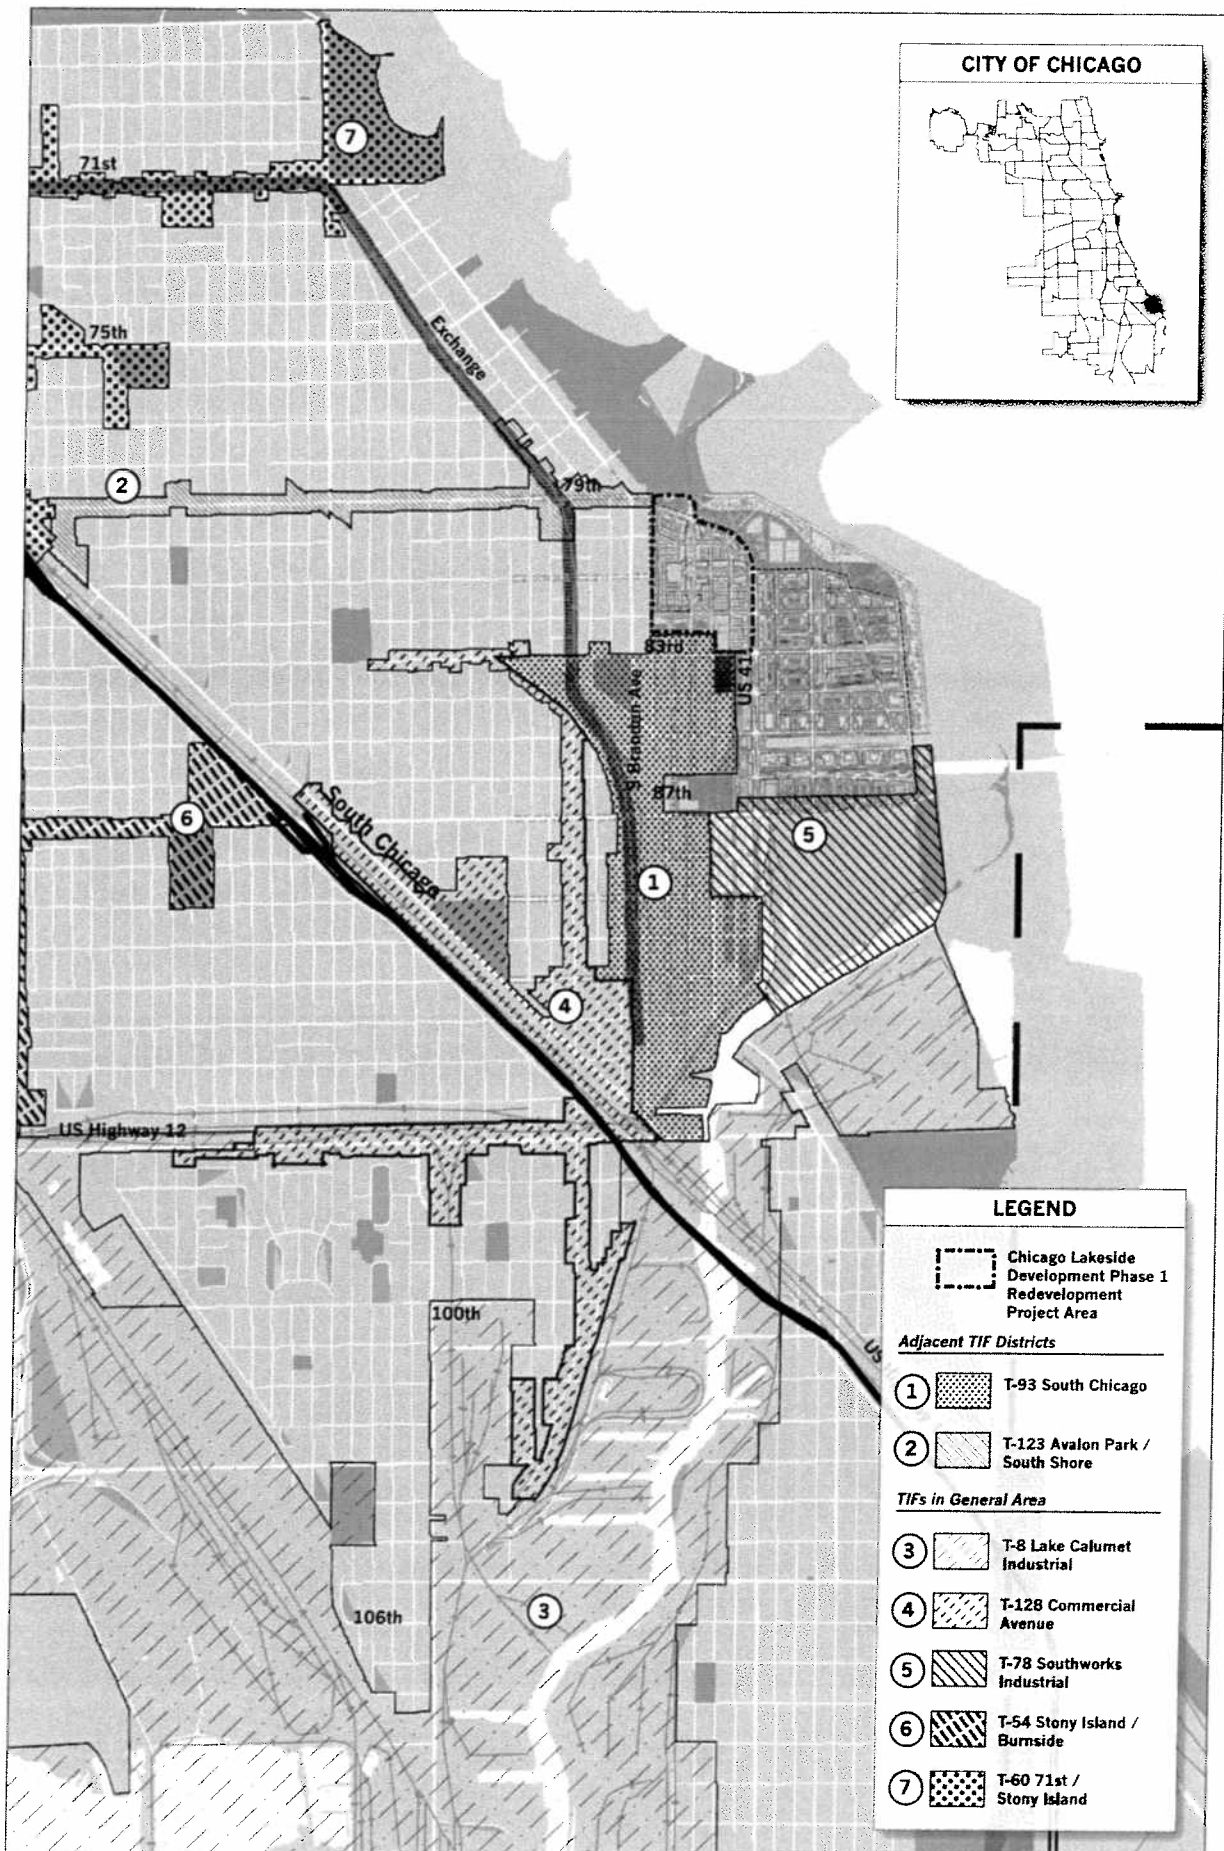 CITY OF CHICAGO
7
71st
75th
Exchange
2
79th
83rd
US 41
S Brandon Ave
87th
6
South Chicago
5
1
4
US Highway 12
100th
3
106th
US
LEGEND
Chicago Lakeside
Development Phase 1
Redevelopment
Project Area
Adjacent TIF Districts
1 T-93 South Chicago
2 T-123 Avalon Park /
South Shore
TIFs in General Area
3 T-8 Lake Calumet
Industrial
4 T-128 Commercial
Avenue
5 T-78 Southworks
Industrial
6 T-54 Stony Island /
Burnside
7 T-60 71st /
Stony Island